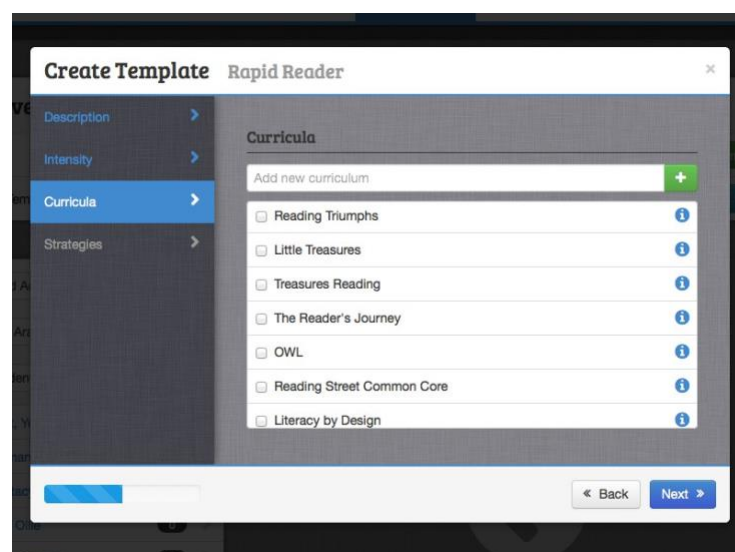 Create Template Rapid Reader ×
Description
Intensity
Curricula
Strategies
Curricula
Add new curriculum +
Reading Triumphs
Little Treasures
Treasures Reading
The Reader's Journey
OWL
Reading Street Common Core
Literacy by Design
« Back
Next »